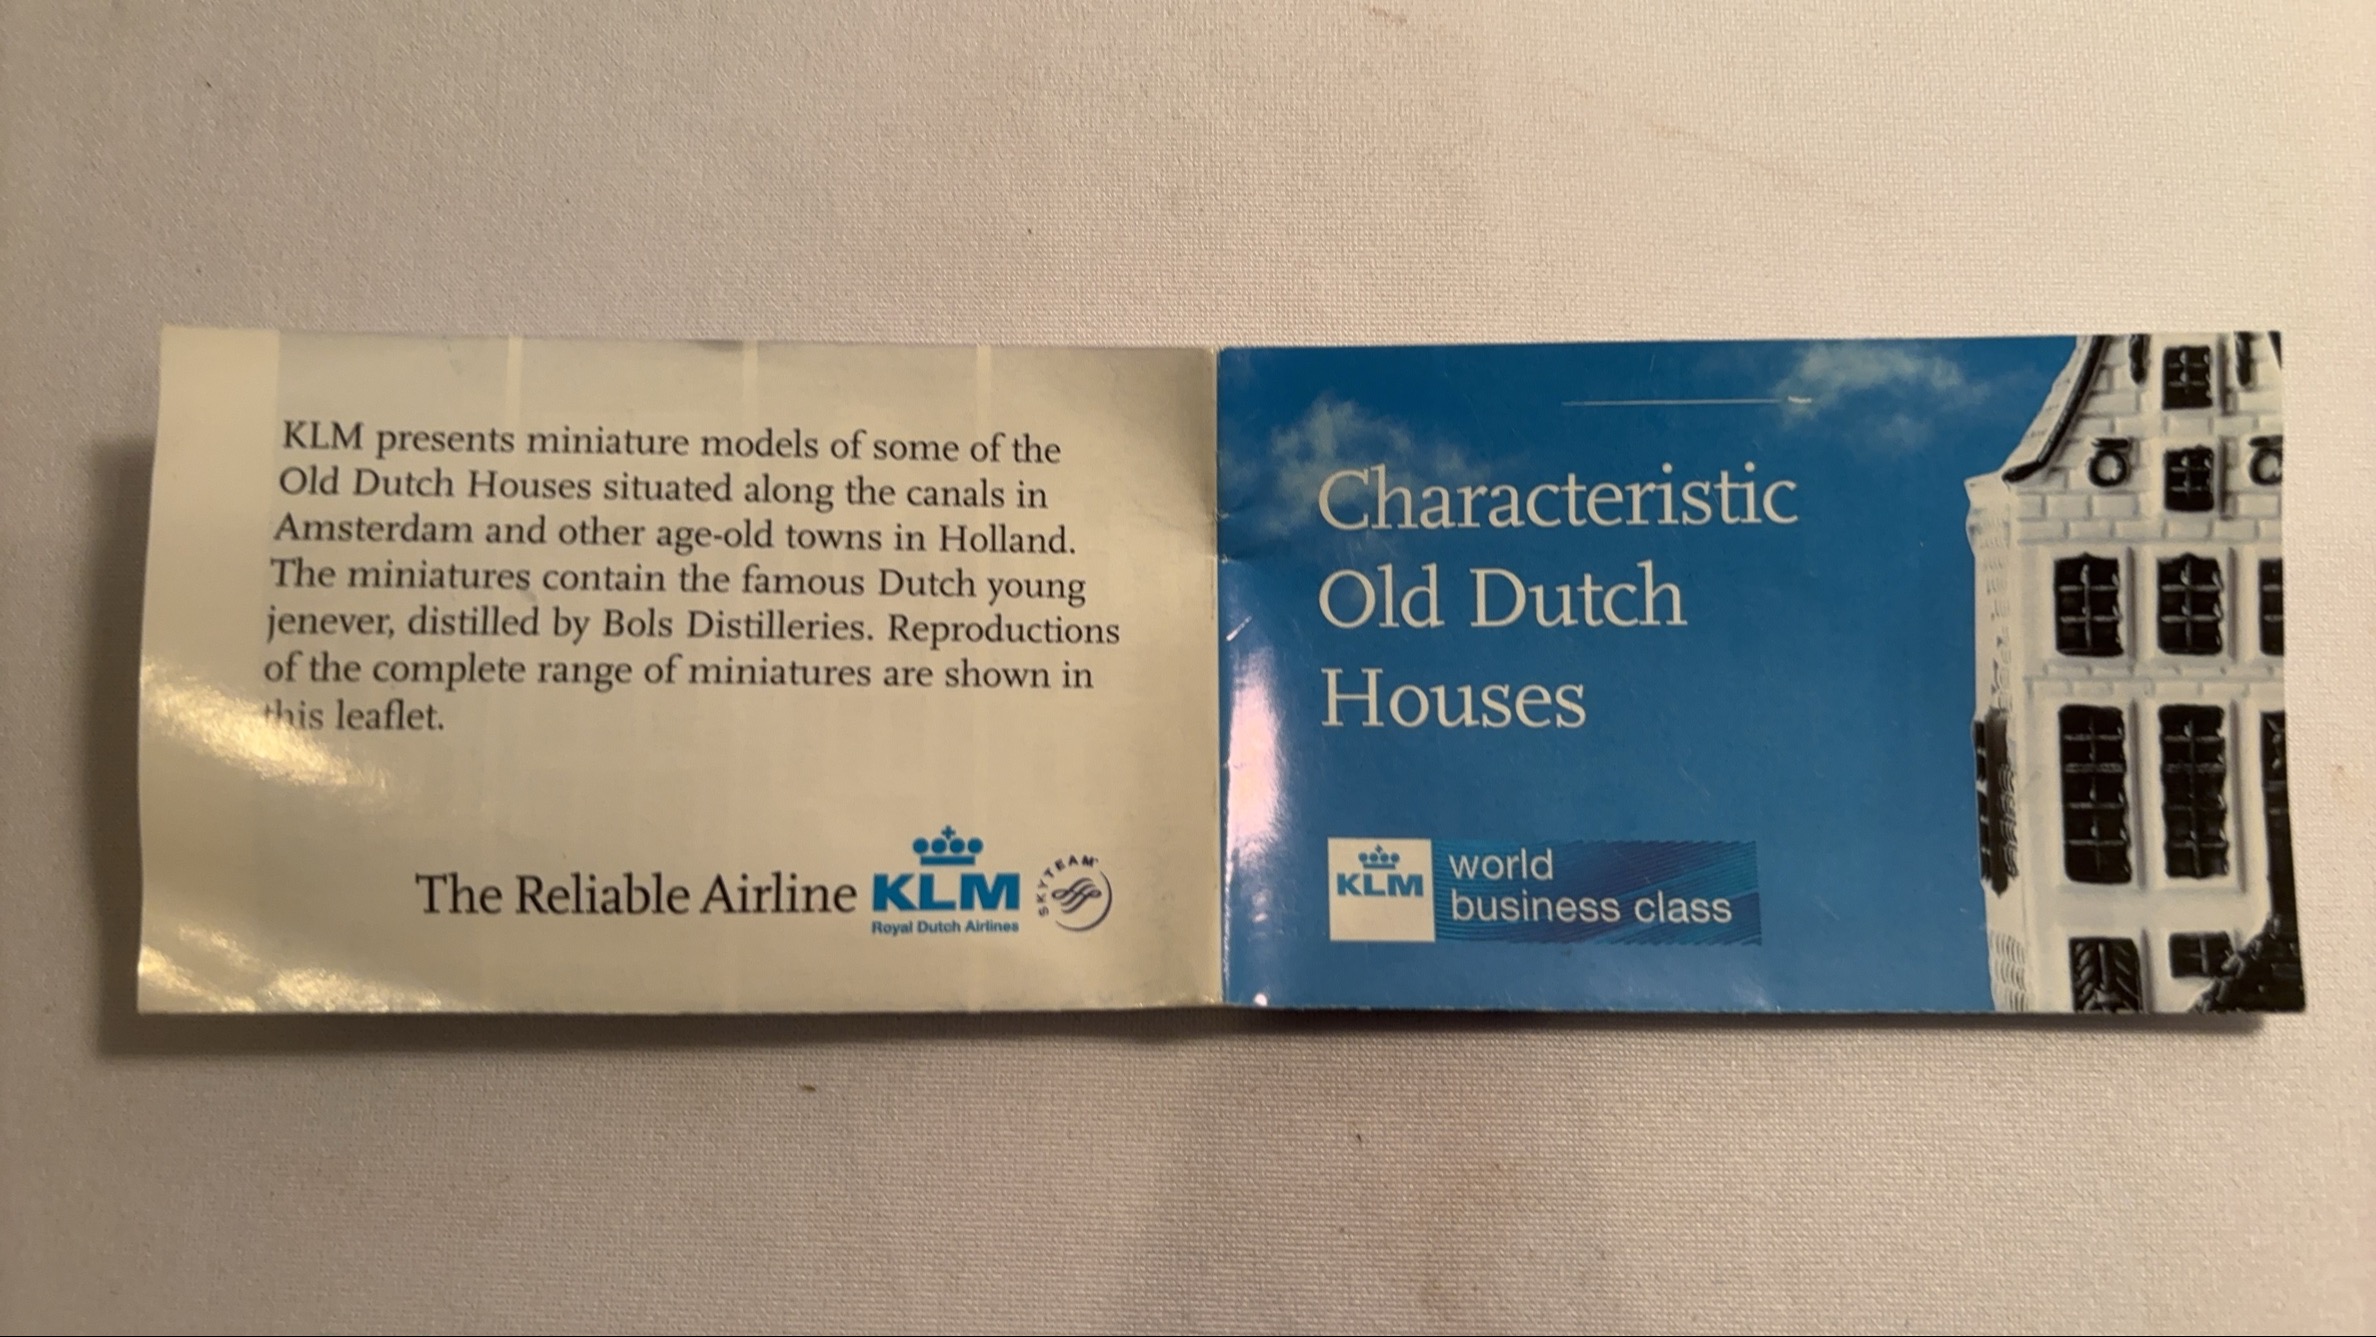 KLM presents miniature models of some of the
Old Dutch Houses situated along the canals in
Amsterdam and other age-old towns in Holland.
The miniatures contain the famous Dutch young
jenever, distilled by Bols Distilleries. Reproductions
of the complete range of miniatures are shown in
this leaflet.
The Reliable Airline KLM
Royal Dutch Airlines
SKYTEAM
Characteristic
Old Dutch
Houses
KLM
world
business class